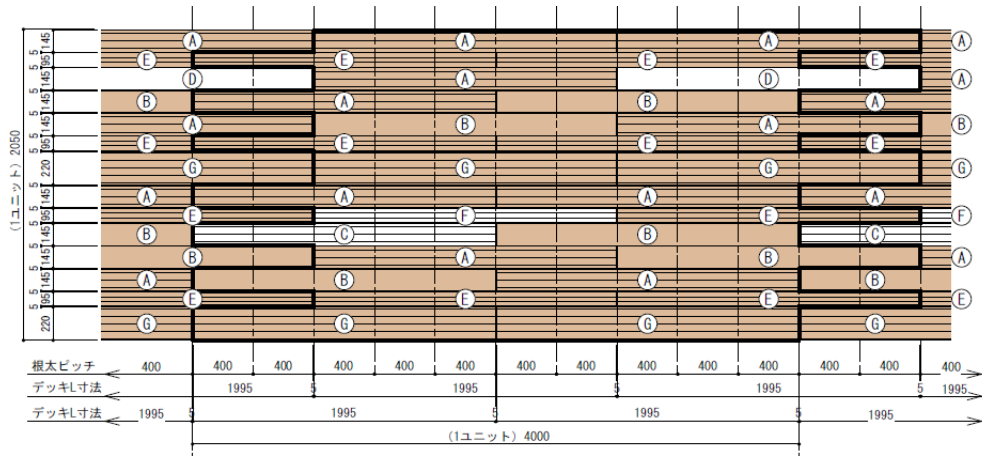 (1ユニット) 2050
5 145 Ⓐ Ⓐ Ⓐ Ⓐ
5 95 Ⓔ Ⓔ Ⓔ Ⓔ
5 145 Ⓓ Ⓐ Ⓓ Ⓐ
5 145 Ⓑ Ⓐ Ⓑ Ⓐ
5 145 Ⓐ Ⓑ Ⓐ Ⓑ
5 95 Ⓔ Ⓔ Ⓔ Ⓔ
5 220 Ⓖ Ⓖ Ⓖ Ⓖ
5 145 Ⓐ Ⓐ Ⓐ Ⓐ
5 95 Ⓔ Ⓕ Ⓔ Ⓕ
5 145 Ⓑ Ⓒ Ⓑ Ⓒ
5 145 Ⓑ Ⓐ Ⓑ Ⓐ
5 145 Ⓐ Ⓑ Ⓐ Ⓑ
5 95 Ⓔ Ⓔ Ⓔ Ⓔ
5 220 Ⓖ Ⓖ Ⓖ Ⓖ
根太ピッチ 400 400 400 400 400 400 400 400 400 400 400 400 400 400
デッキL寸法 1995 5 1995 5 1995 5 1995
デッキL寸法 1995 5 1995 5 1995 5 1995
(1ユニット) 4000